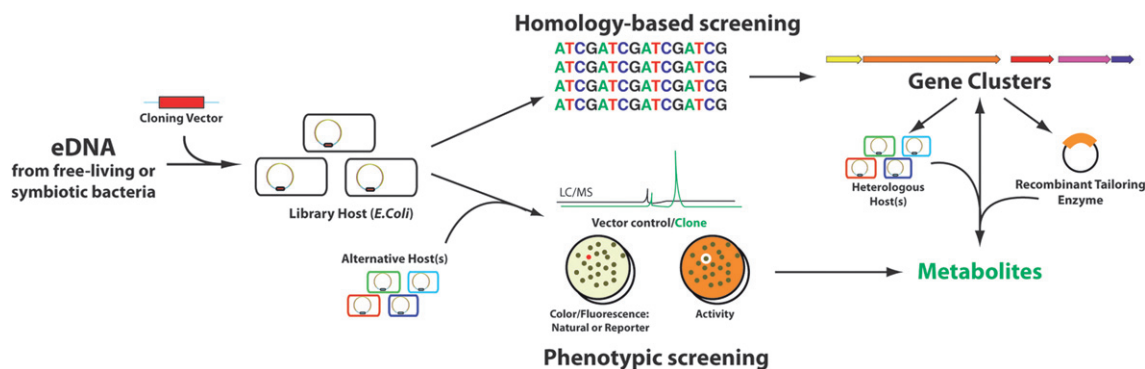 Homology-based screening
ATCGATCGATCGATCG
ATCGATCGATCGATCG
ATCGATCGATCGATCG
ATCGATCGATCGATCG
Gene Clusters
Cloning Vector
eDNA
from free-living or
symbiotic bacteria
Library Host (E.Coli)
Heterologous
Host(s)
Recombinant Tailoring
Enzyme
LC/MS
Vector control/Clone
Alternative Host(s)
Metabolites
Color/Fluorescence:
Natural or Reporter
Activity
Phenotypic screening